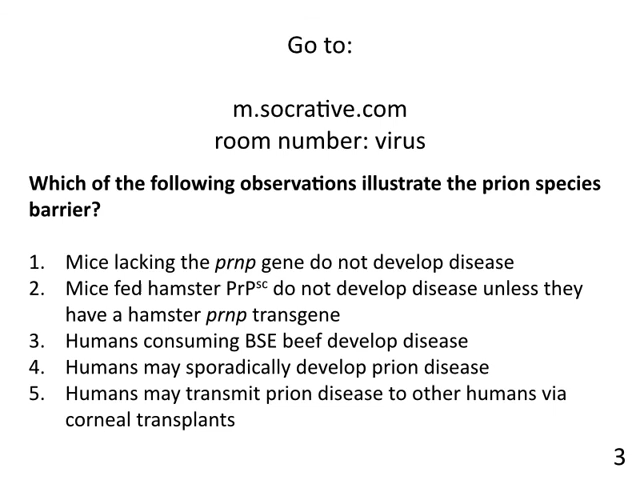 Go to:
m.socrative.com
room number: virus
Which of the following observations illustrate the prion species
barrier?
1. Mice lacking the prnp gene do not develop disease
2. Mice fed hamster PrPsc do not develop disease unless they
have a hamster prnp transgene
3. Humans consuming BSE beef develop disease
4. Humans may sporadically develop prion disease
5. Humans may transmit prion disease to other humans via
corneal transplants
3